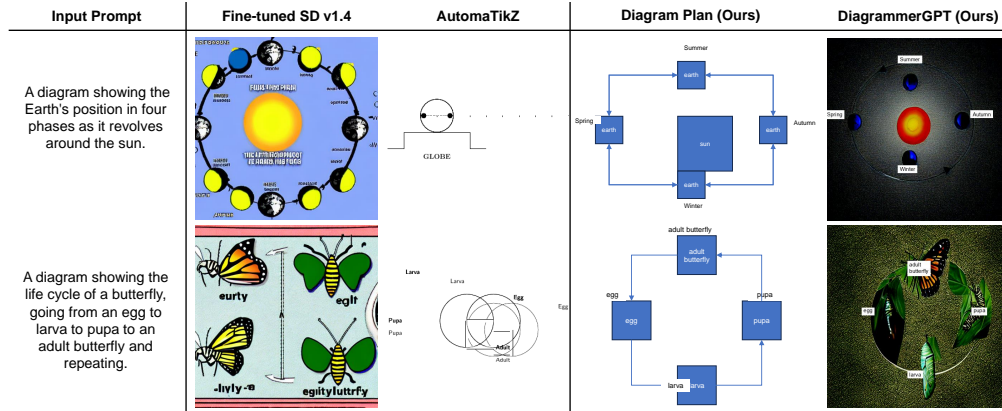 Input Prompt
Fine-tuned SD v1.4
AutomaTikZ
Diagram Plan (Ours)
DiagrammerGPT (Ours)
A diagram showing the
Earth's position in four
phases as it revolves
around the sun.
GLOBE
Summer
earth
Spring
earth
sun
earth
Autumn
earth
Winter
Summer
Spring
Autumn
Winter
A diagram showing the
life cycle of a butterfly,
going from an egg to
larva to pupa to an
adult butterfly and
repeating.
eurty
eglt
-livly -e
egiityluttrfly
Larva
Larva
Egg
Egg
Pupa
Pupa
Adult
Adult
adult butterfly
adult
butterfly
egg
egg
pupa
pupa
larva
larva
adult
butterfly
egg
pupa
larva